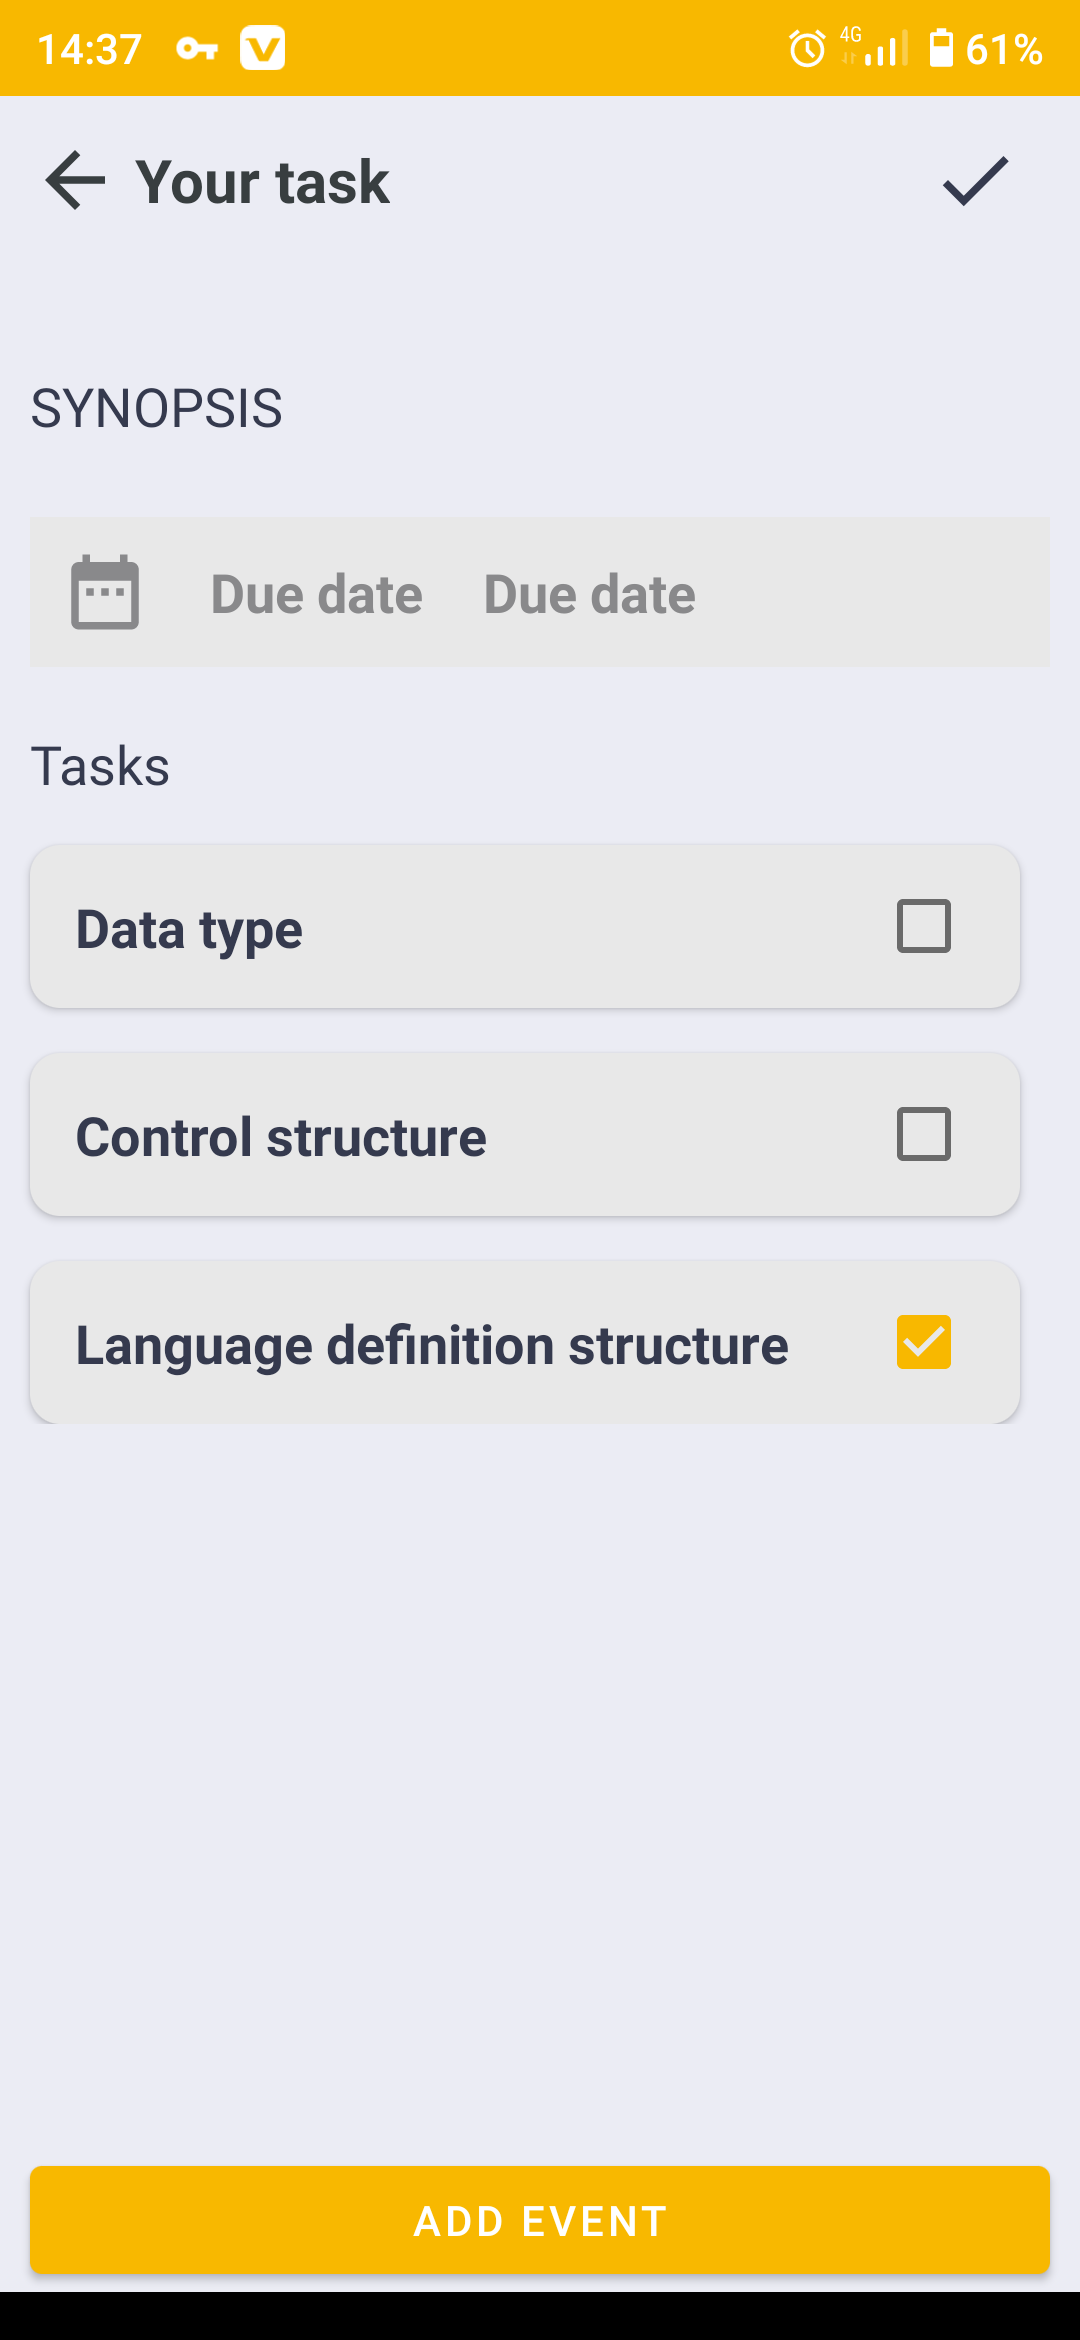 14:37 4G 61%
Your task
SYNOPSIS
Due date Due date
Tasks
Data type
Control structure
Language definition structure
ADD EVENT